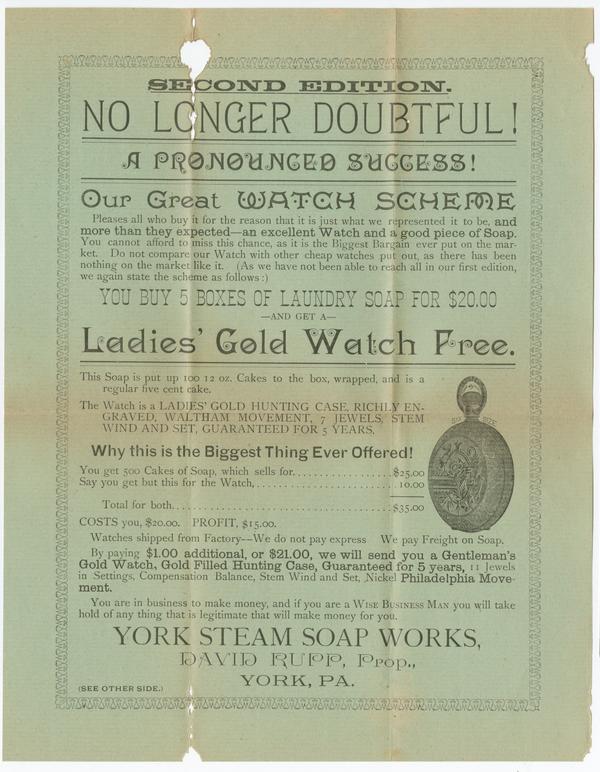 SECOND EDITION.
NO LONGER DOUBTFUL!
A PRONOUNCED SUCCESS!
Our Great WATCH SCHEME
Pleases all who buy it for the reason that it is just what we represented it to be, and
more than they expected—an excellent Watch and a good piece of Soap.
You cannot afford to miss this chance, as it is the Biggest Bargain ever put on the mar-
ket. Do not compare our Watch with other cheap watches put out, as there has been
nothing on the market like it. (As we have not been able to reach all in our first edition,
we again state the scheme as follows:)
YOU BUY 5 BOXES OF LAUNDRY SOAP FOR $20.00
—AND GET A—
Ladies' Gold Watch Free.
This Soap is put up 100 12 oz. Cakes to the box, wrapped, and is a
regular five cent cake.
The Watch is a LADIES' GOLD HUNTING CASE, RICHLY EN-
GRAVED, WALTHAM MOVEMENT, 7 JEWELS, STEM
WIND AND SET, GUARANTEED FOR 5 YEARS.
Why this is the Biggest Thing Ever Offered!
You get 500 Cakes of Soap, which sells for. . . . . . . . . . . . . . . . . . . .$25.00
Say you get but this for the Watch, . . . . . . . . . . . . . . . . . . . . . . . . . 10.00
Total for both. . . . . . . . . . . . . . . . . . . . . . . . . . . . . . . . . . . . . .$35.00
COSTS you, $20.00. PROFIT, $15.00.
Watches shipped from Factory—We do not pay express We pay Freight on Soap.
By paying $1.00 additional, or $21.00, we will send you a Gentleman's
Gold Watch, Gold Filled Hunting Case, Guaranteed for 5 years, 11 Jewels
in Settings, Compensation Balance, Stem Wind and Set, Nickel Philadelphia Move-
ment.
You are in business to make money, and if you are a WISE BUSINESS MAN you will take
hold of any thing that is legitimate that will make money for you.
YORK STEAM SOAP WORKS,
DAVID RUPP, Prop.,
YORK, PA.
(SEE OTHER SIDE.)